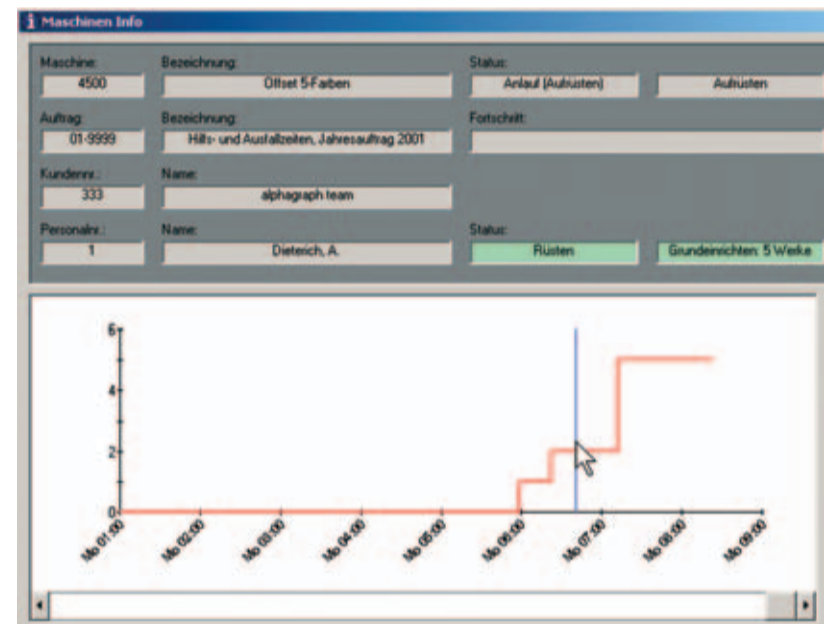 Maschinen Info
Maschine: Bezeichnung: Status:
4500 Offset 5-Farben Anlauf (Aufrüsten) Aufrüsten
Auftrag: Bezeichnung: Fortschritt:
01-9999 Hilfs- und Ausfallzeiten, Jahresauftrag 2001
Kundennr.: Name:
333 alphagraph team
Personalnr.: Name: Status:
1 Dieterich, A. Rüsten Grundeinrichten: 5 Werke
6
4
2
0
Mo 01:00 Mo 02:00 Mo 03:00 Mo 04:00 Mo 05:00 Mo 06:00 Mo 07:00 Mo 08:00 Mo 09:00